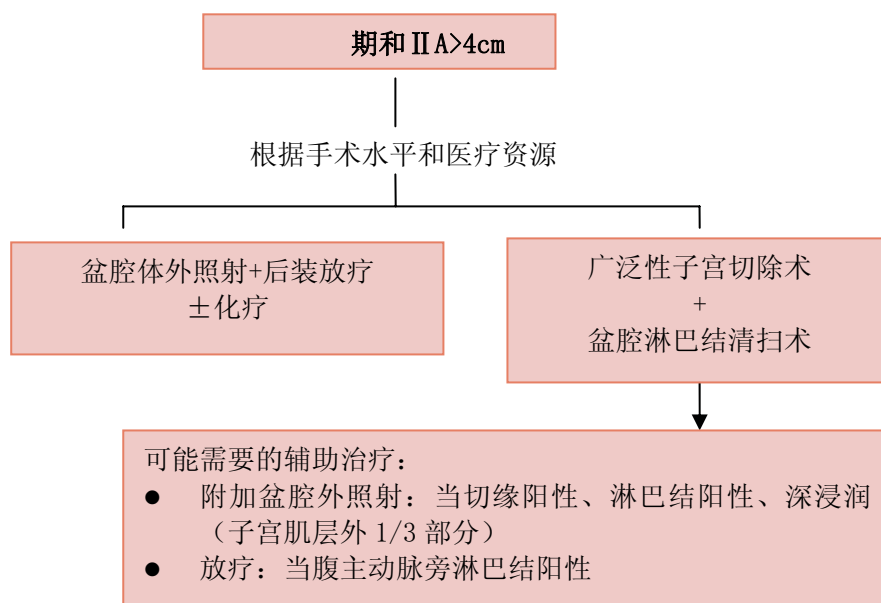 期和ⅡA>4cm
根据手术水平和医疗资源
盆腔体外照射+后装放疗
±化疗
广泛性子宫切除术
+
盆腔淋巴结清扫术
可能需要的辅助治疗：
● 附加盆腔外照射：当切缘阳性、淋巴结阳性、深浸润
（子宫肌层外 1/3 部分）
● 放疗：当腹主动脉旁淋巴结阳性